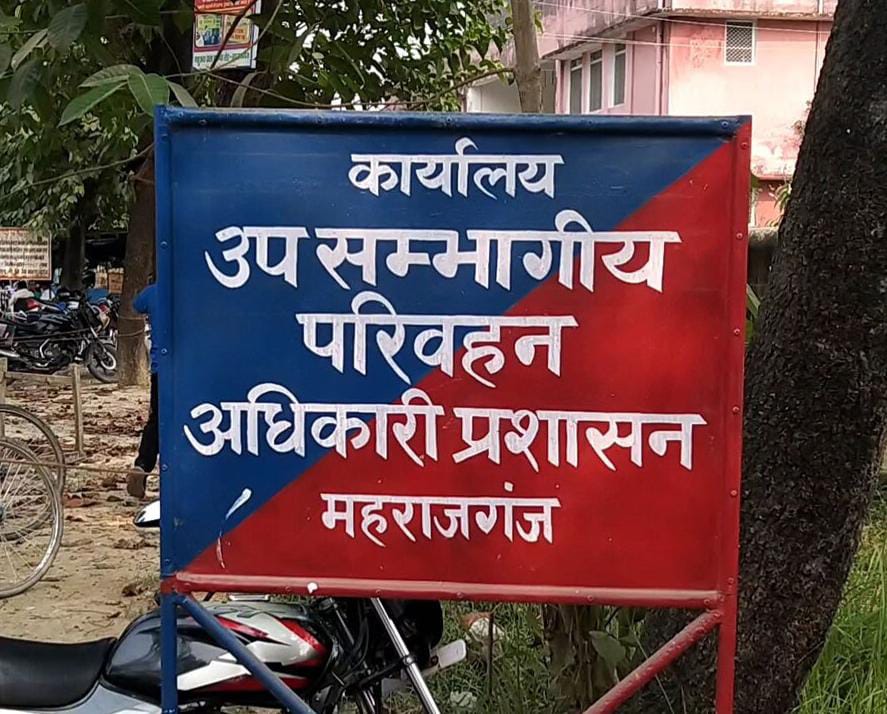 कार्यालय
उप सम्भागीय
परिवहन
अधिकारी प्रशासन
महराजगंज